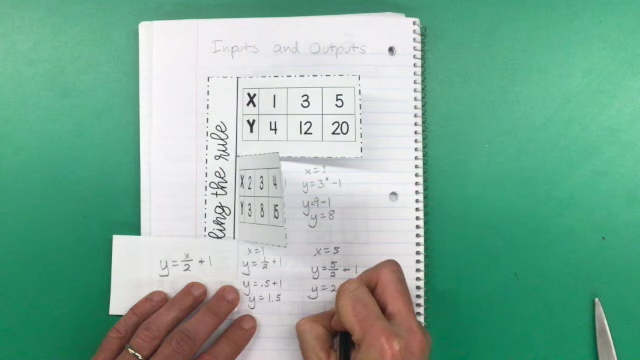 Inputs and Outputs
X 1 3 5
Y 4 12 20
ling the rule
X 2 3 4
Y 3 8 15
x=3
y=3²-1
y=9-1
y=8
y=x/2+1
x=1
y=1/2+1
y=.5+1
y=1.5
x=5
y=5/2+1
y=2